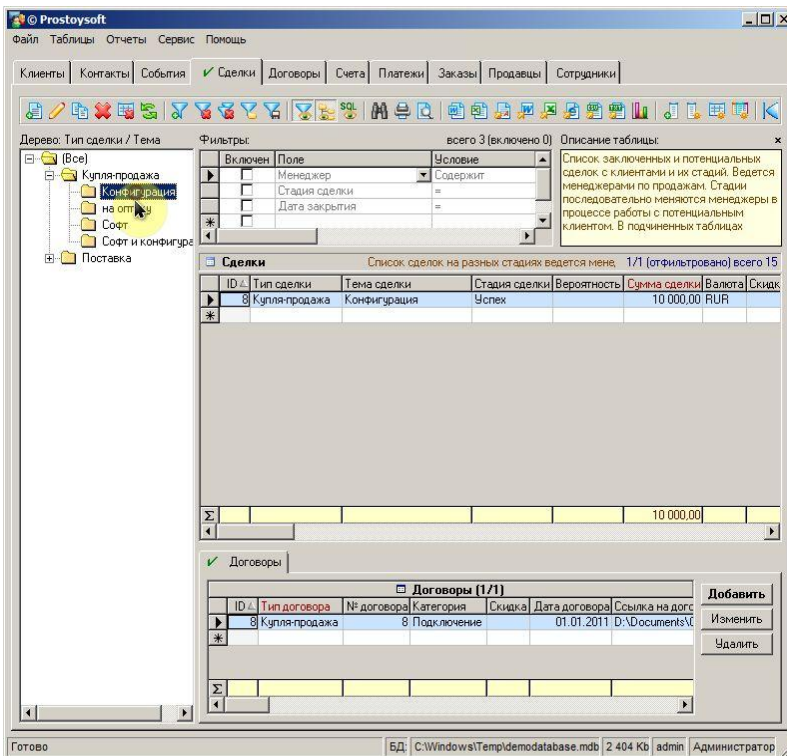 © Prostoysoft
Файл Таблицы Отчеты Сервис Помощь
Клиенты Контакты События Сделки Договоры Счета Платежи Заказы Продавцы Сотрудники
SQL
Дерево: Тип сделки / Тема
(Все)
Купля-продажа
Конфигурация
на оптику
Софт
Софт и конфигура
Поставка
Фильтры: всего 3 (включено 0)
Включен Поле Условие
Менеджер Содержит
Стадия сделки =
Дата закрытия =
Описание таблицы: x
Список заключенных и потенциальных
сделок с клиентами и их стадий. Ведется
менеджерами по продажам. Стадии
последовательно меняются менеджеры в
процессе работы с потенциальным
клиентом. В подчиненных таблицах
Сделки Список сделок на разных стадиях ведется мене, 1/1 (отфильтровано) всего 15
ID Тип сделки Тема сделки Стадия сделки Вероятность Сумма сделки Валюта Скидк
8 Купля-продажа Конфигурация Успех 10 000,00 RUR
Σ 10 000,00
Договоры
Договоры (1/1)
ID Тип договора № договора Категория Скидка Дата договора Ссылка на догс
8 Купля-продажа 8 Подключение 01.01.2011 D:\Documents\
Σ
Добавить
Изменить
Удалить
Готово БД: C:\Windows\Temp\demodatabase.mdb 2 404 Kb admin Администратор